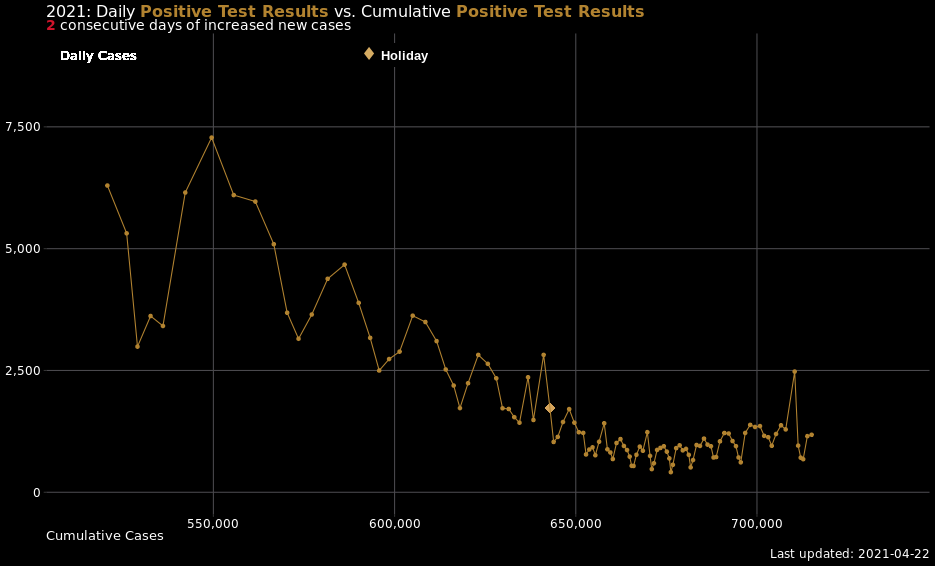 2021: Daily Positive Test Results vs. Cumulative Positive Test Results
2 consecutive days of increased new cases
Daily Cases
Holiday
7,500
5,000
2,500
0
550,000
600,000
650,000
700,000
Cumulative Cases
Last updated: 2021-04-22